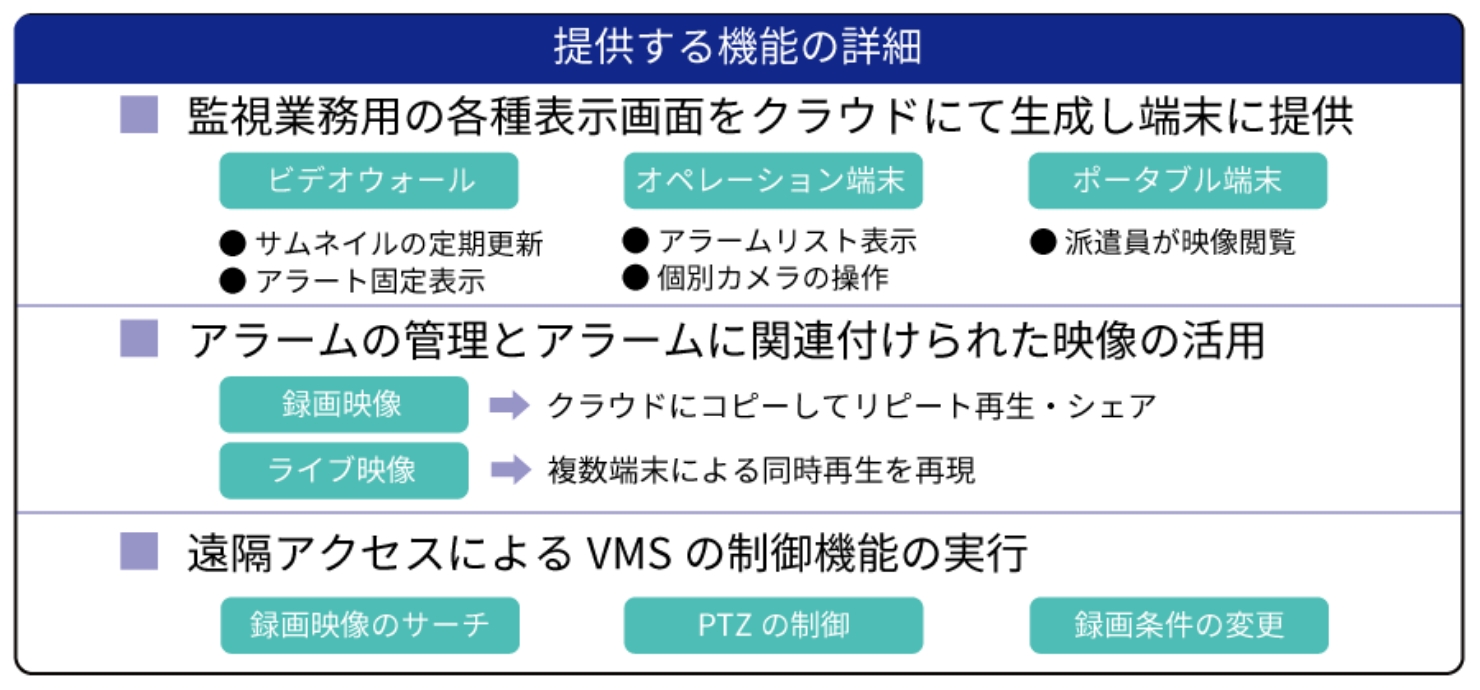 提供する機能の詳細
■ 監視業務用の各種表示画面をクラウドにて生成し端末に提供
ビデオウォール
オペレーション端末
ポータブル端末
● サムネイルの定期更新
● アラート固定表示
● アラームリスト表示
● 個別カメラの操作
● 派遣員が映像閲覧
■ アラームの管理とアラームに関連付けられた映像の活用
録画映像 ➡ クラウドにコピーしてリピート再生・シェア
ライブ映像 ➡ 複数端末による同時再生を再現
■ 遠隔アクセスによる VMS の制御機能の実行
録画映像のサーチ
PTZ の制御
録画条件の変更